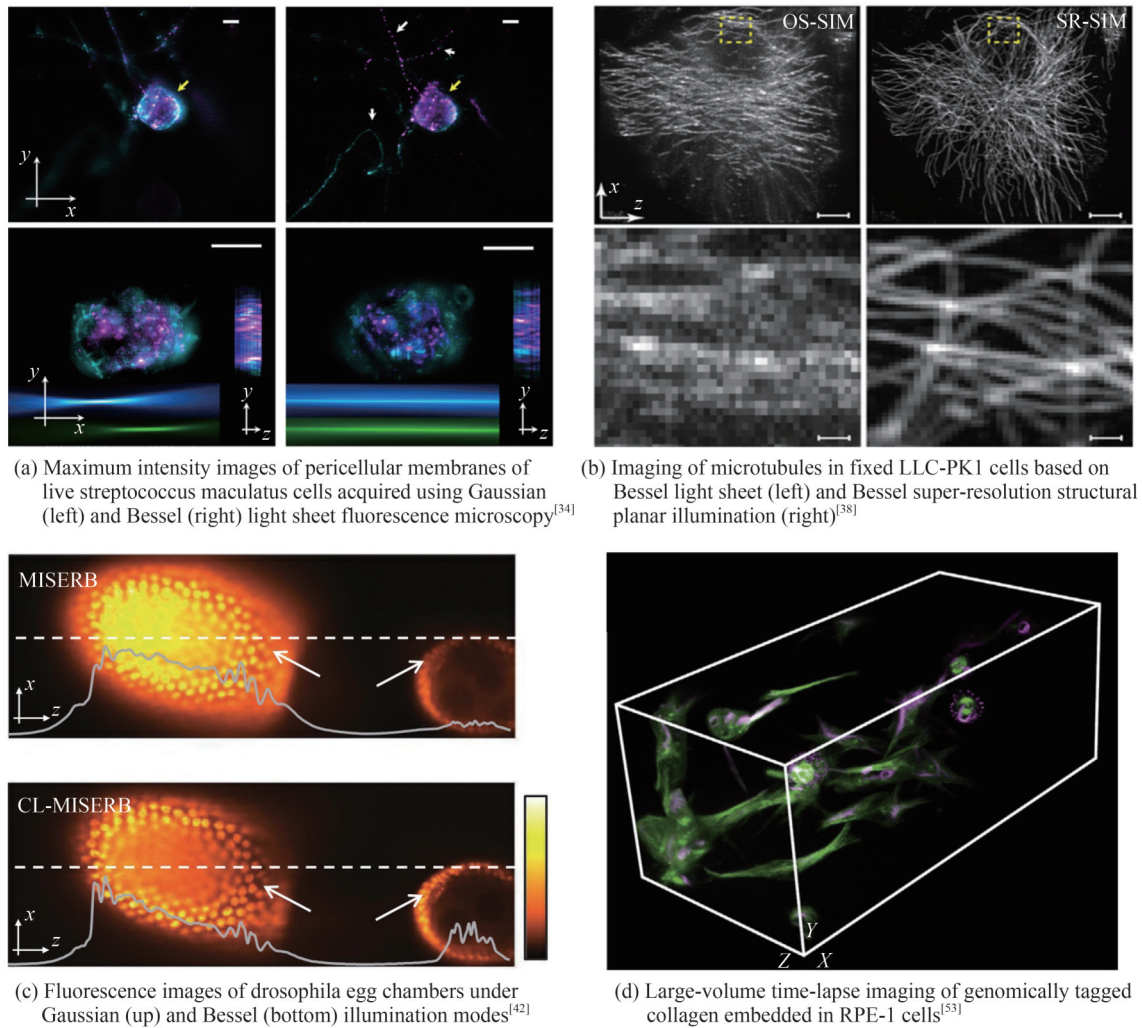 y
x
y
x
y
z
y
z
(a) Maximum intensity images of pericellular membranes of
live streptococcus maculatus cells acquired using Gaussian
(left) and Bessel (right) light sheet fluorescence microscopy[34]
OS-SIM
SR-SIM
x
z
(b) Imaging of microtubules in fixed LLC-PK1 cells based on
Bessel light sheet (left) and Bessel super-resolution structural
planar illumination (right)[38]
MISERB
x
z
CL-MISERB
x
z
(c) Fluorescence images of drosophila egg chambers under
Gaussian (up) and Bessel (bottom) illumination modes[42]
Y
Z X
(d) Large-volume time-lapse imaging of genomically tagged
collagen embedded in RPE-1 cells[53]